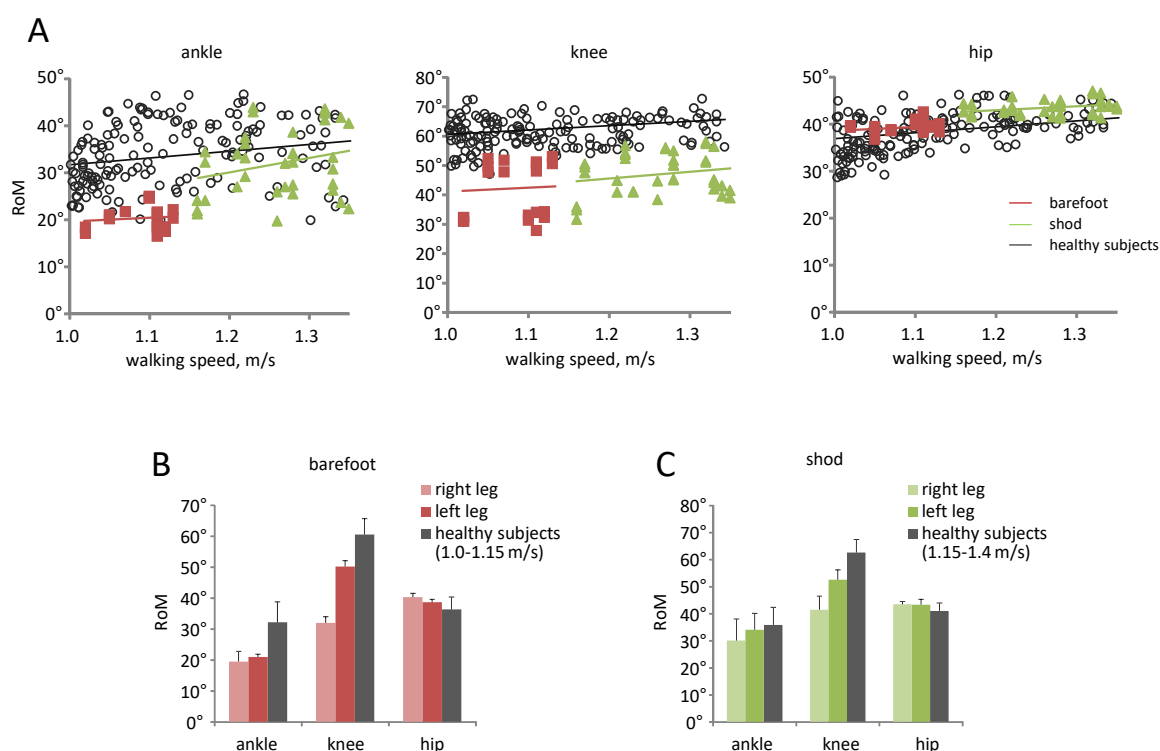 A
ankle
knee
hip
50°
40°
30°
20°
10°
0°
RoM
1.0
1.1
1.2
1.3
walking speed, m/s
80°
70°
60°
50°
40°
30°
20°
10°
0°
1.0
1.1
1.2
1.3
walking speed, m/s
50°
40°
30°
20°
10°
0°
1.0
1.1
1.2
1.3
walking speed, m/s
barefoot
shod
healthy subjects
B
barefoot
right leg
left leg
healthy subjects
(1.0-1.15 m/s)
70°
60°
50°
40°
30°
20°
10°
0°
RoM
ankle
knee
hip
C
shod
right leg
left leg
healthy subjects
(1.15-1.4 m/s)
80°
70°
60°
50°
40°
30°
20°
10°
0°
RoM
ankle
knee
hip